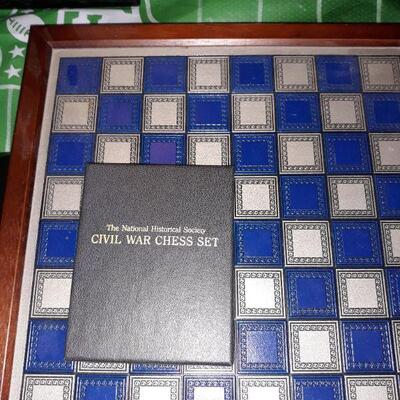 The National Historical Society
CIVIL WAR CHESS SET